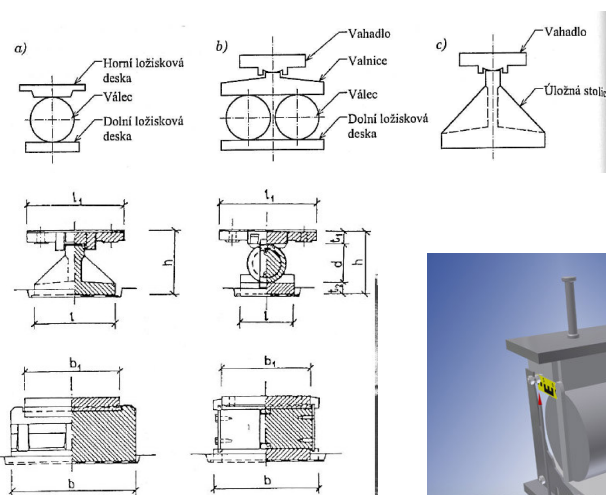 a)
Horní ložisková
deska
Válec
Dolní ložisková
deska
b)
Vahadlo
Valnice
Válec
Dolní ložisková
deska
c)
Vahadlo
Úložná stolic
l₁
h
l
l₁
t₁
d
h
l
b₁
b
b₁
b